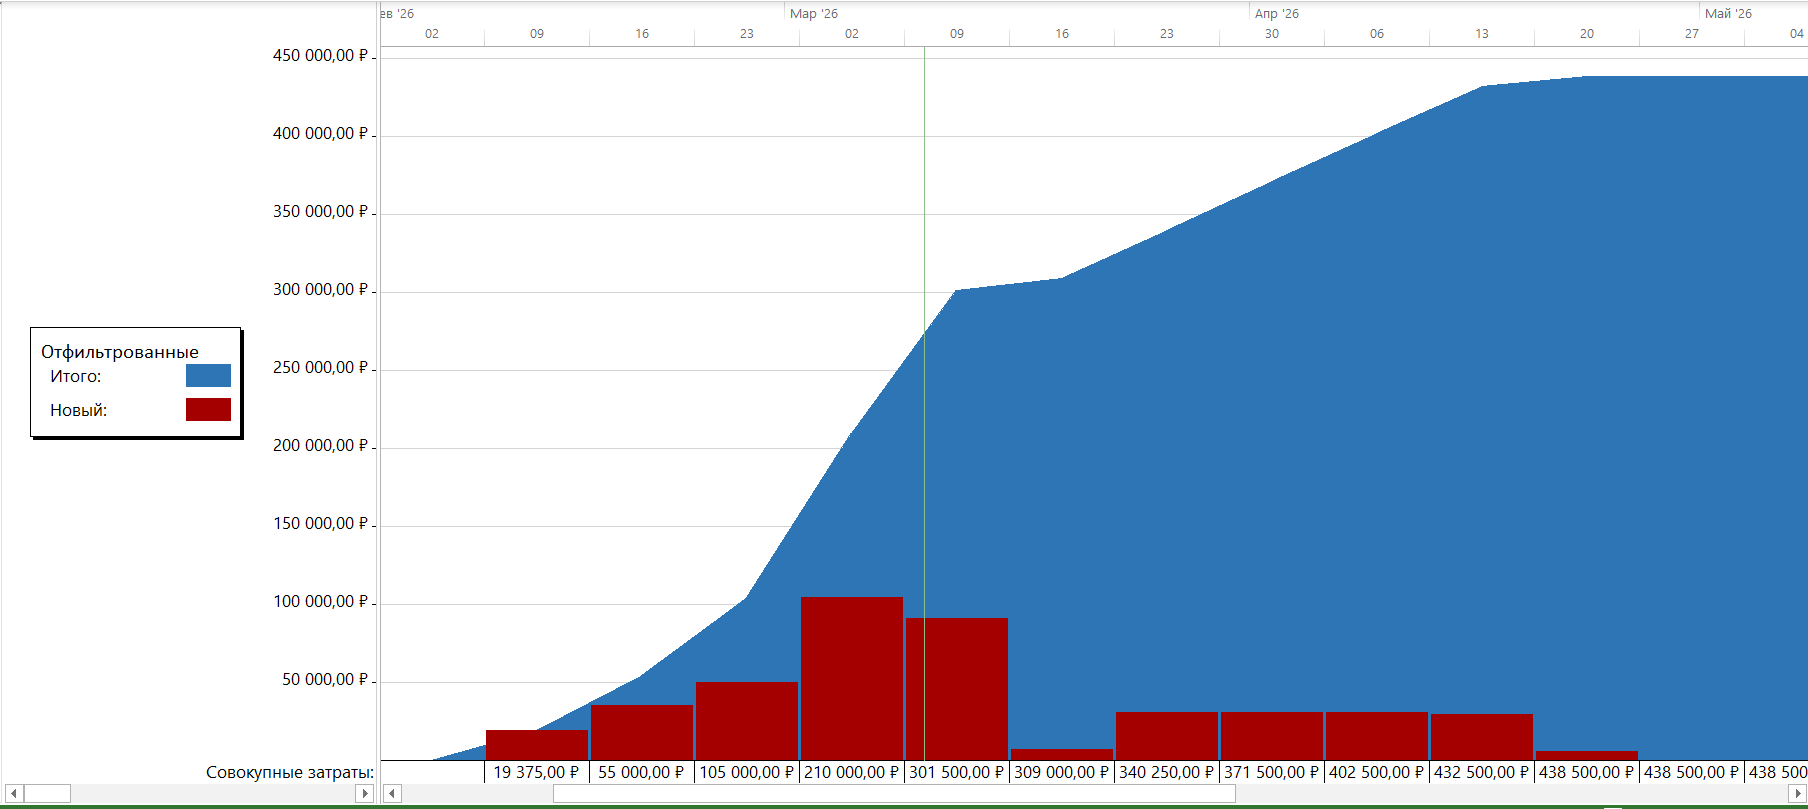 ев '26 Мар '26 Апр '26 Май '26
02 09 16 23 02 09 16 23 30 06 13 20 27 04
450 000,00 ₽
400 000,00 ₽
350 000,00 ₽
300 000,00 ₽
250 000,00 ₽
200 000,00 ₽
150 000,00 ₽
100 000,00 ₽
50 000,00 ₽
Отфильтрованные
Итого:
Новый:
Совокупные затраты: 19 375,00 ₽ 55 000,00 ₽ 105 000,00 ₽ 210 000,00 ₽ 301 500,00 ₽ 309 000,00 ₽ 340 250,00 ₽ 371 500,00 ₽ 402 500,00 ₽ 432 500,00 ₽ 438 500,00 ₽ 438 500,00 ₽ 438 500